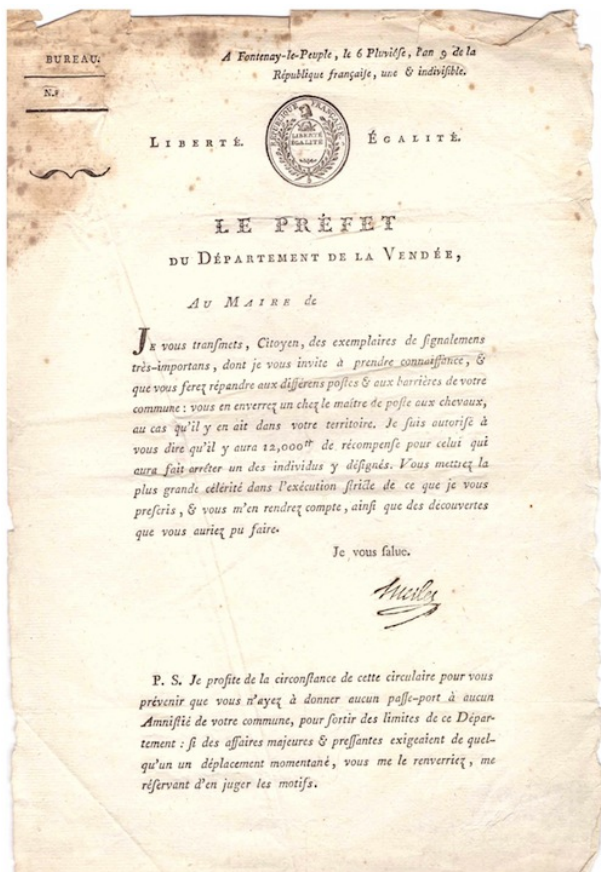 BUREAU.
N.º
A Fontenay-le-Peuple, le 6 Pluviôſe, l'an 9 de la
République françaiſe, une & indiviſible.
LIBERTÉ.
RÉPUBLIQUE FRANÇAISE
LIBERTÉ
EGALITÉ
ÉGALITÉ.
LE PRÉFET
DU DÉPARTEMENT DE LA VENDÉE,
AU MAIRE de
JE vous tranſmets, Citoyen, des exemplaires de ſignalemens
très-importans, dont je vous invite à prendre connaiſſance, &
que vous ferez répandre aux différens poſtes & aux barrières de votre
commune : vous en enverrez un chez le maître de poſte aux chevaux,
au cas qu'il y en ait dans votre territoire. Je ſuis autoriſé à
vous dire qu'il y aura 12,000tt de récompenſe pour celui qui
aura fait arrêter un des individus y déſignés. Vous mettrez la
plus grande célérité dans l'exécution ſtricte de ce que je vous
preſcris, & vous m'en rendrez compte, ainſi que des découvertes
que vous auriez pu faire.
Je vous ſalue.
P. S. Je profite de la circonſtance de cette circulaire pour vous
prévenir que vous n'ayez à donner aucun paſſe-port à aucun
Amniſtié de votre commune, pour ſortir des limites de ce Dépar-
tement : ſi des affaires majeures & preſſantes exigeaient de quel-
qu'un un déplacement momentané, vous me le renverriez, me
réſervant d'en juger les motifs.